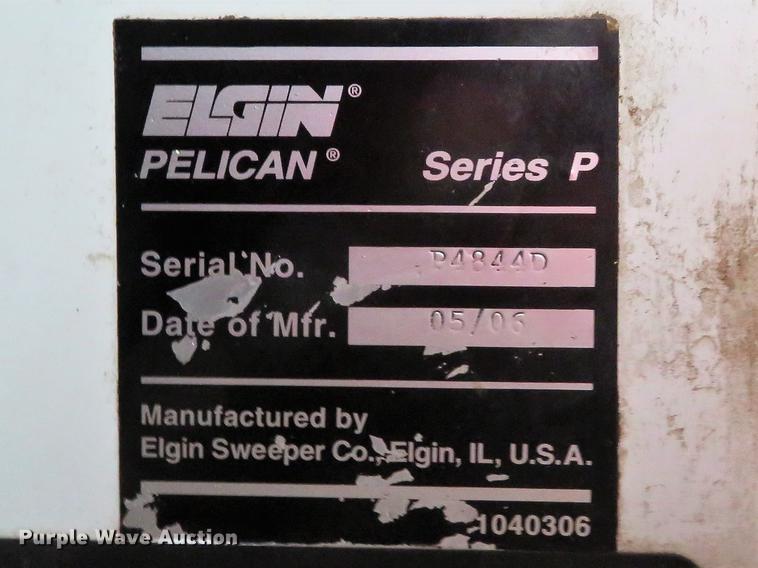 ELGIN®
PELICAN® Series P
Serial No. P4844D
Date of Mfr. 05/06
Manufactured by
Elgin Sweeper Co., Elgin, IL, U.S.A.
1040306
Purple Wave Auction